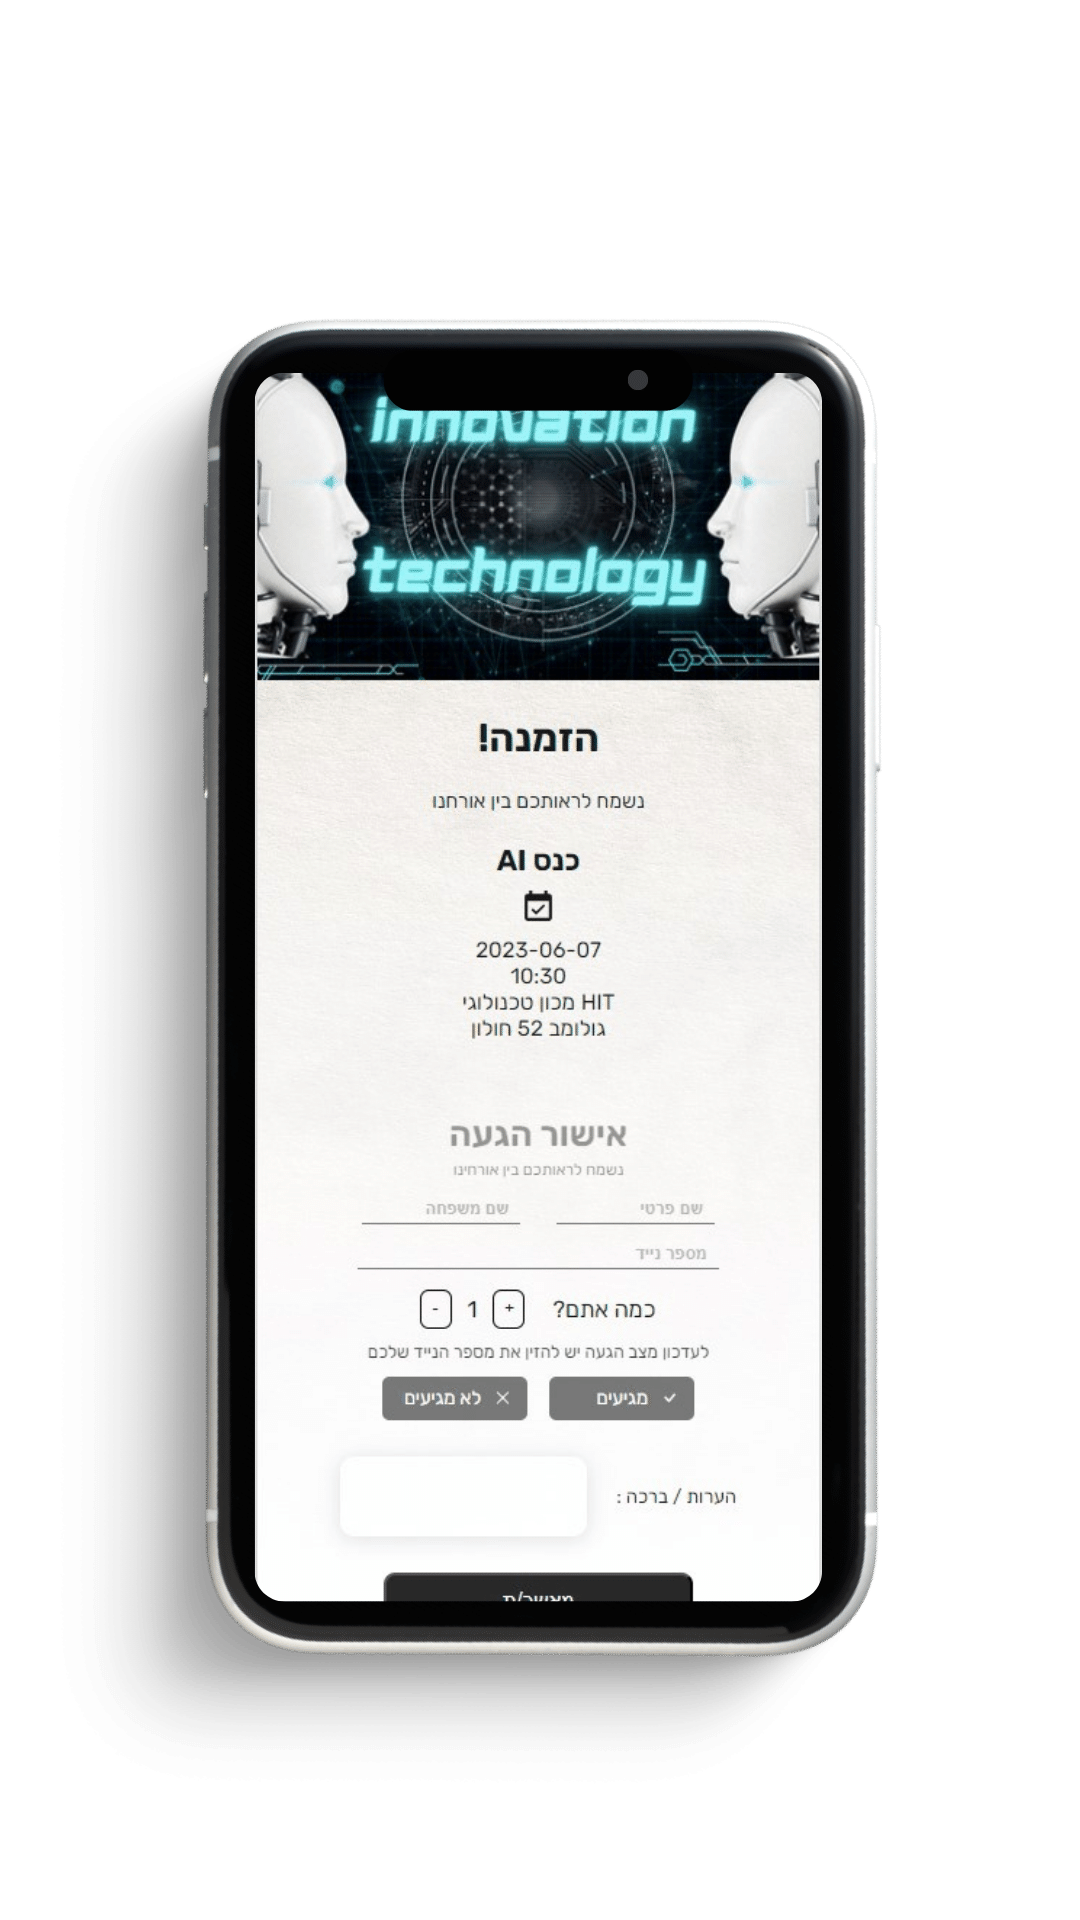 innovation
technology
הזמנה!
נשמח לראותכם בין אורחנו
כנס AI
2023-06-07
10:30
HIT מכון טכנולוגי
גולומב 52 חולון
אישור הגעה
נשמח לראותכם בין אורחינו
שם פרטי שם משפחה
מספר נייד
כמה אתם? + 1 -
לעדכון מצב הגעה יש להזין את מספר הנייד שלכם
מגיעים לא מגיעים
הערות / ברכה :
מאשר/ת